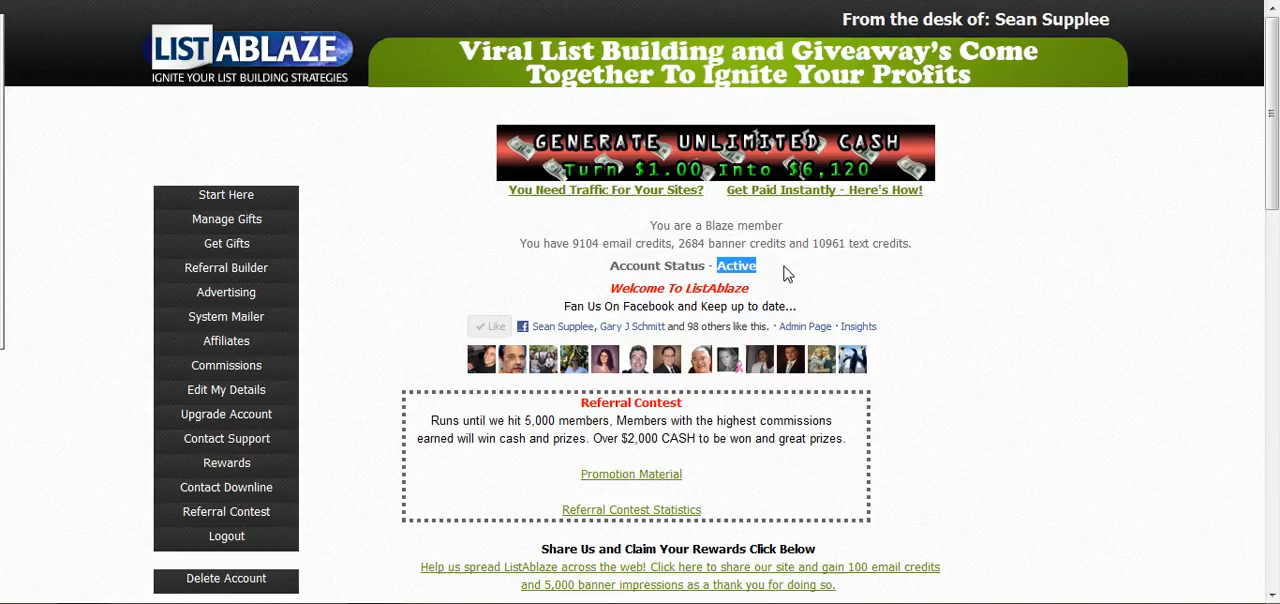 From the desk of: Sean Supplee
LIST ABLAZE
IGNITE YOUR LIST BUILDING STRATEGIES
Viral List Building and Giveaway's Come
Together To Ignite Your Profits
GENERATE UNLIMITED CASH
Turn $1.00 Into $6,120
You Need Traffic For Your Sites? Get Paid Instantly - Here's How!
You are a Blaze member
You have 9104 email credits, 2684 banner credits and 10961 text credits.
Account Status - Active
Welcome To ListAblaze
Fan Us On Facebook and Keep up to date...
Like Sean Supplee, Gary J Schmitt and 98 others like this. · Admin Page · Insights
Referral Contest
Runs until we hit 5,000 members, Members with the highest commissions
earned will win cash and prizes. Over $2,000 CASH to be won and great prizes.
Promotion Material
Referral Contest Statistics
Share Us and Claim Your Rewards Click Below
Help us spread ListAblaze across the web! Click here to share our site and gain 100 email credits
and 5,000 banner impressions as a thank you for doing so.
Start Here
Manage Gifts
Get Gifts
Referral Builder
Advertising
System Mailer
Affiliates
Commissions
Edit My Details
Upgrade Account
Contact Support
Rewards
Contact Downline
Referral Contest
Logout
Delete Account